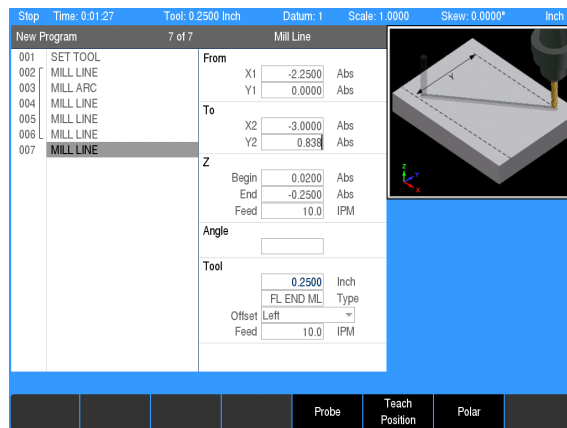 Stop Time: 0:01:27 Tool: 0.2500 Inch Datum: 1 Scale: 1.0000 Skew: 0.0000° Inch
New Program 7 of 7 Mill Line
001 SET TOOL
002 MILL LINE
003 MILL ARC
004 MILL LINE
005 MILL LINE
006 MILL LINE
007 MILL LINE
From
X1 -2.2500 Abs
Y1 0.0000 Abs
To
X2 -3.0000 Abs
Y2 0.838 Abs
Z
Begin 0.0200 Abs
End -0.2500 Abs
Feed 10.0 IPM
Angle
Tool
0.2500 Inch
FL END ML Type
Offset Left
Feed 10.0 IPM
Y
Z
Y
X
Probe
Teach Position
Polar